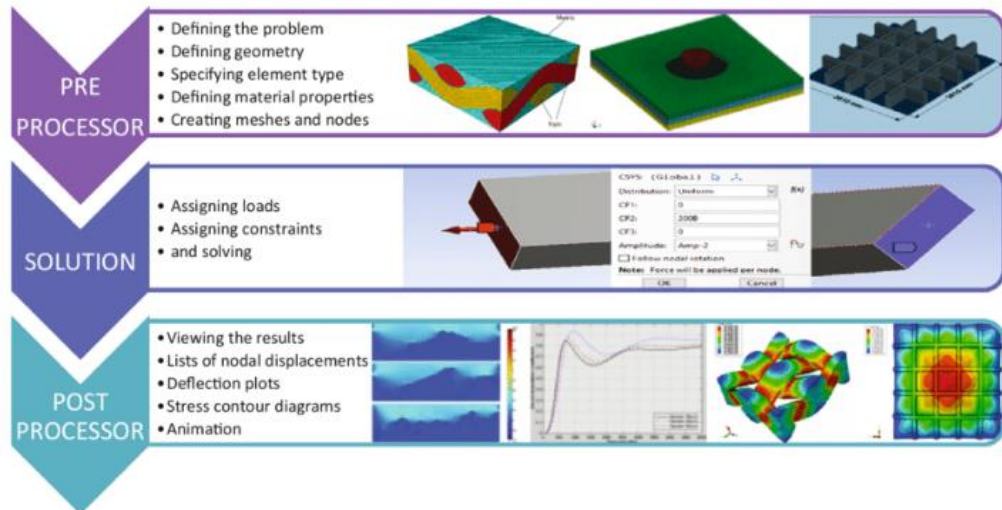 PRE
PROCESSOR
• Defining the problem
• Defining geometry
• Specifying element type
• Defining material properties
• Creating meshes and nodes
Matrix
Yarn
SOLUTION
• Assigning loads
• Assigning constraints
• and solving
CSYS: (Global)
Distribution: Uniform f(x)
CF1: 0
CF2: 2000
CF3: 0
Amplitude: Amp-2
Follow nodal rotation
Note: Force will be applied per node.
OK Cancel
POST
PROCESSOR
• Viewing the results
• Lists of nodal displacements
• Deflection plots
• Stress contour diagrams
• Animation